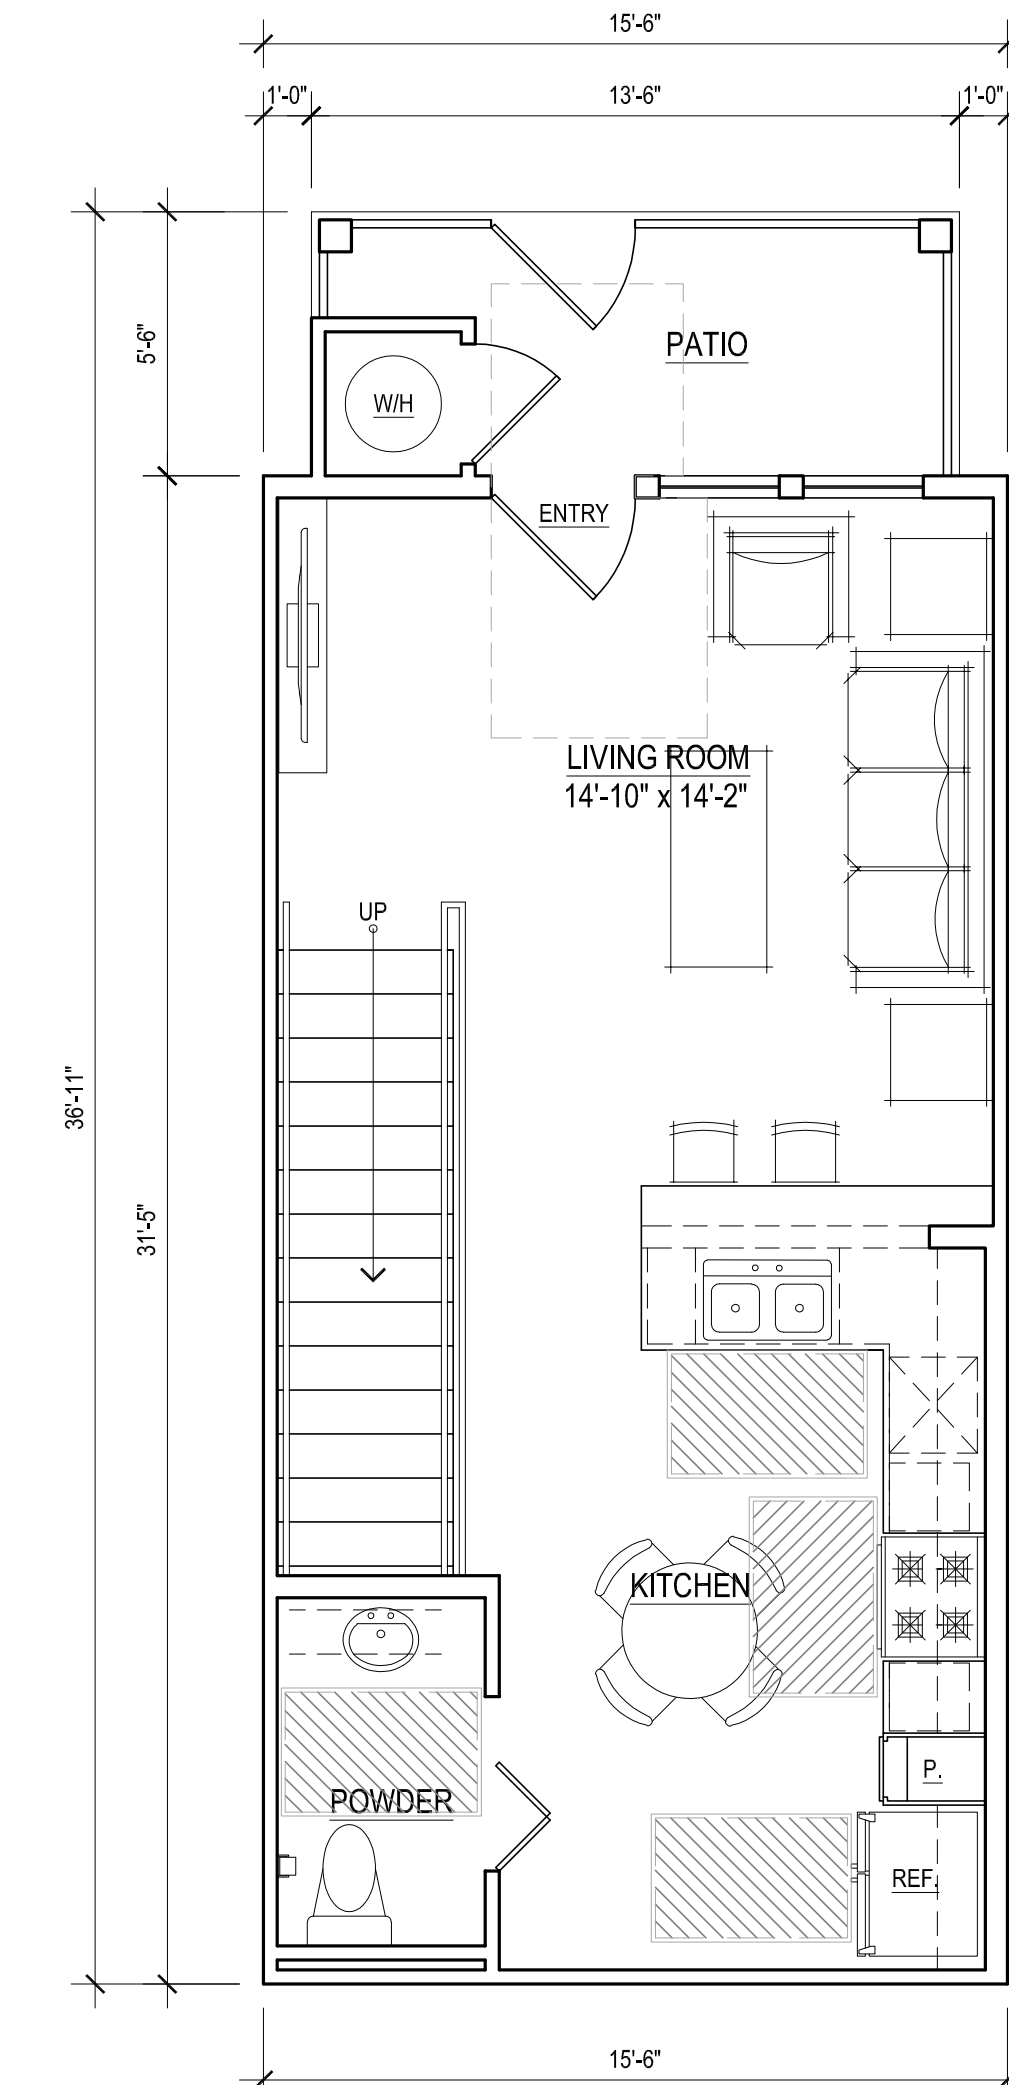 15'-6"
1'-0"
13'-6"
1'-0"
5'-6"
PATIO
W/H
ENTRY
LIVING ROOM
14'-10" x 14'-2"
UP
36'-11"
31'-5"
KITCHEN
P.
POWDER
REF.
15'-6"